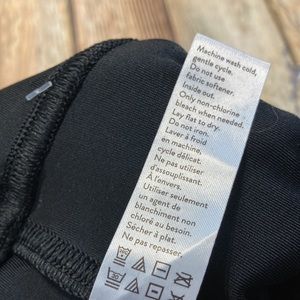 Machine wash cold,
gentle cycle.
Do not use
fabric softener.
Inside out.
Only non-chlorine
bleach when needed.
Lay flat to dry.
Do not iron.
Laver à froid
en machine,
cycle délicat.
Ne pas utiliser
d'assouplissant.
À l'envers.
Utiliser seulement
un agent de
blanchiment non
chloré au besoin.
Sécher à plat.
Ne pas repasser.